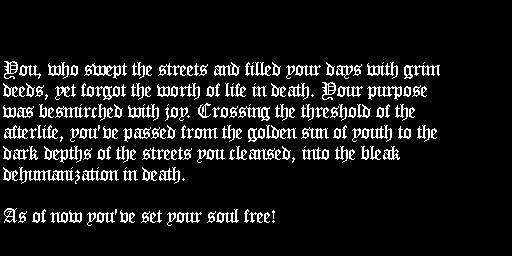 You, who swept the streets and filled your days with grim
deeds, yet forgot the worth of life in death. Your purpose
was besmirched with joy. Crossing the threshold of the
afterlife, you've passed from the golden sun of youth to the
dark depths of the streets you cleansed, into the bleak
dehumanization in death.
As of now you've set your soul free!